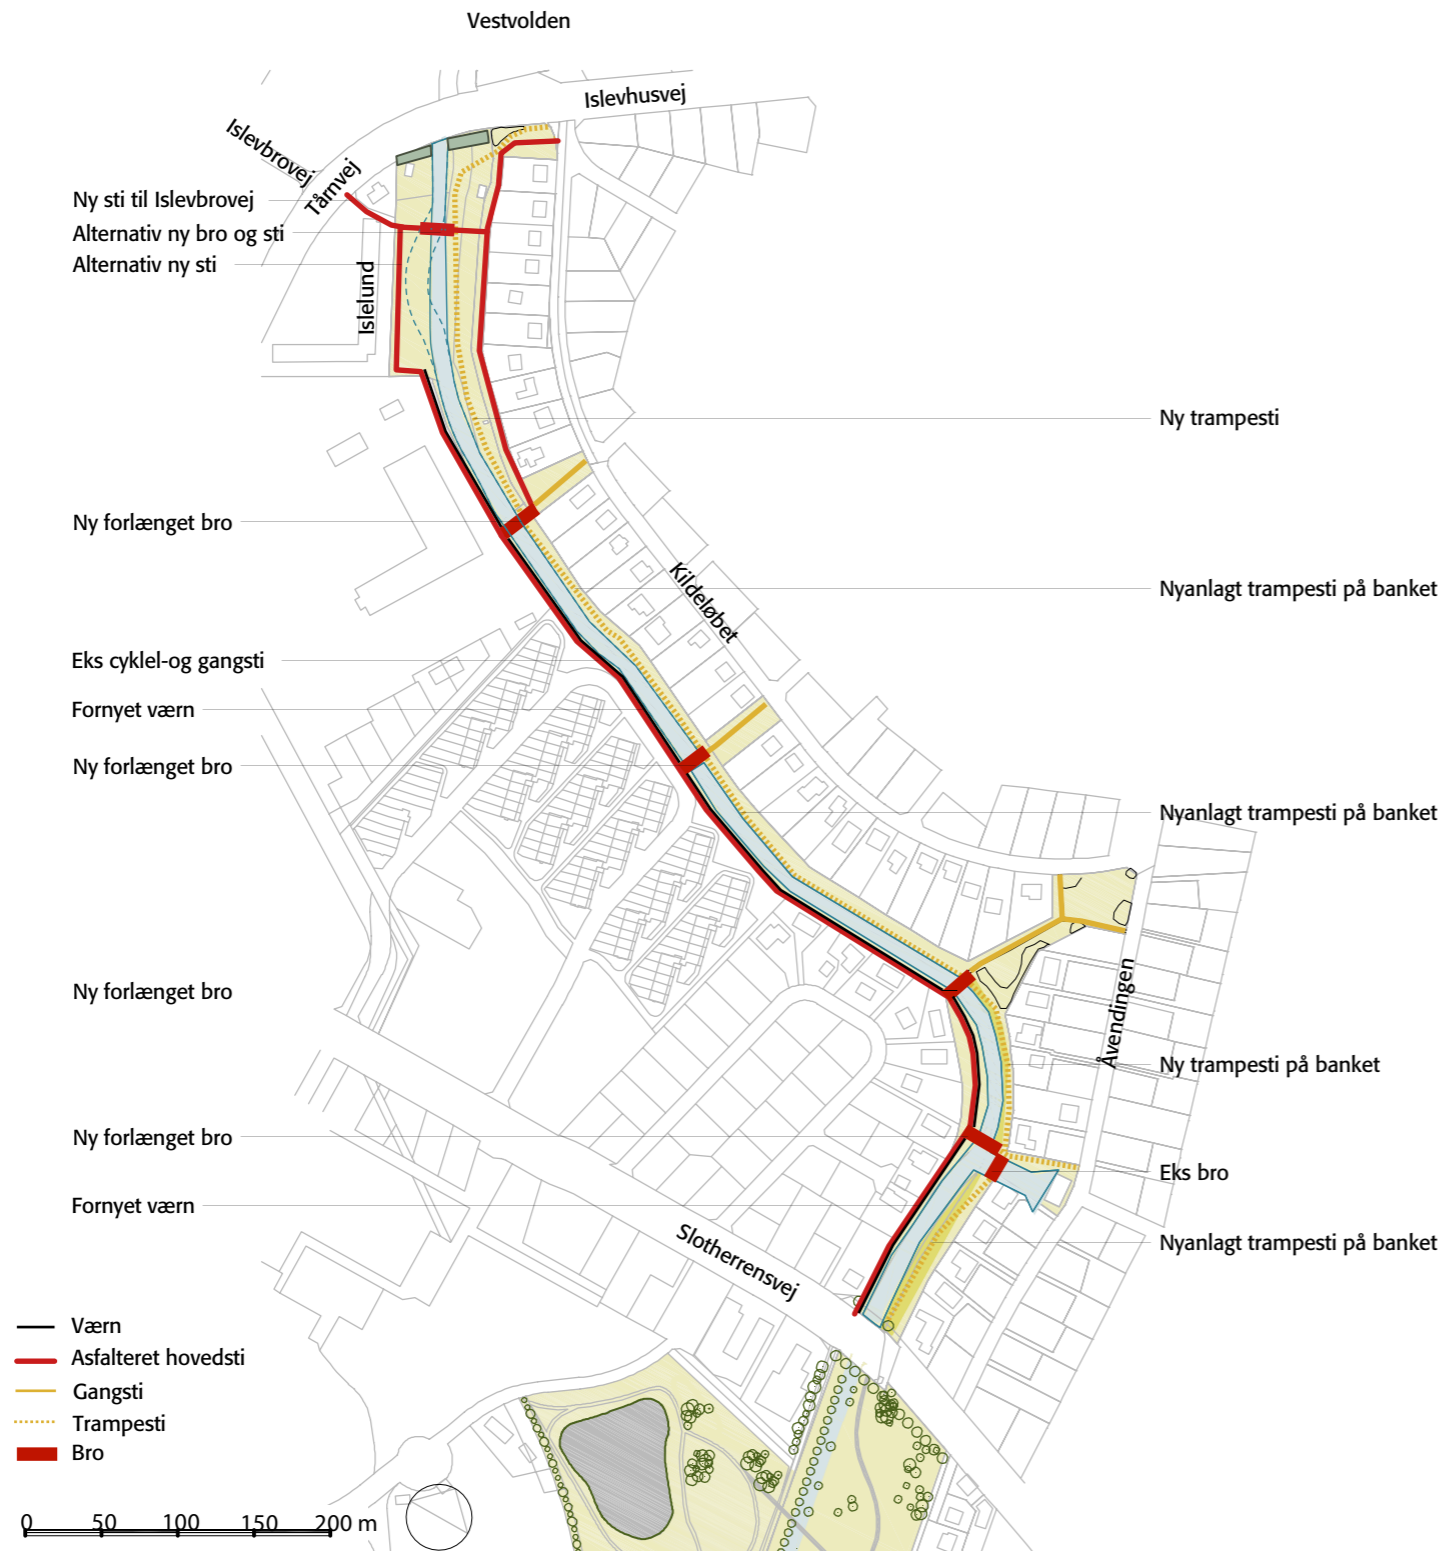 Vestvolden
Islevhusvej
Islevbrovej
Tårnvej
Ny sti til Islevbrovej
Alternativ ny bro og sti
Alternativ ny sti
Islelund
Ny trampesti
Ny forlænget bro
Kildeløbet
Nyanlagt trampesti på banket
Eks cyklel-og gangsti
Fornyet værn
Ny forlænget bro
Nyanlagt trampesti på banket
Ny forlænget bro
Åvendingen
Ny trampesti på banket
Ny forlænget bro
Eks bro
Fornyet værn
Slotherrensvej
Nyanlagt trampesti på banket
Værn
Asfalteret hovedsti
Gangsti
Trampesti
Bro
0 50 100 150 200 m